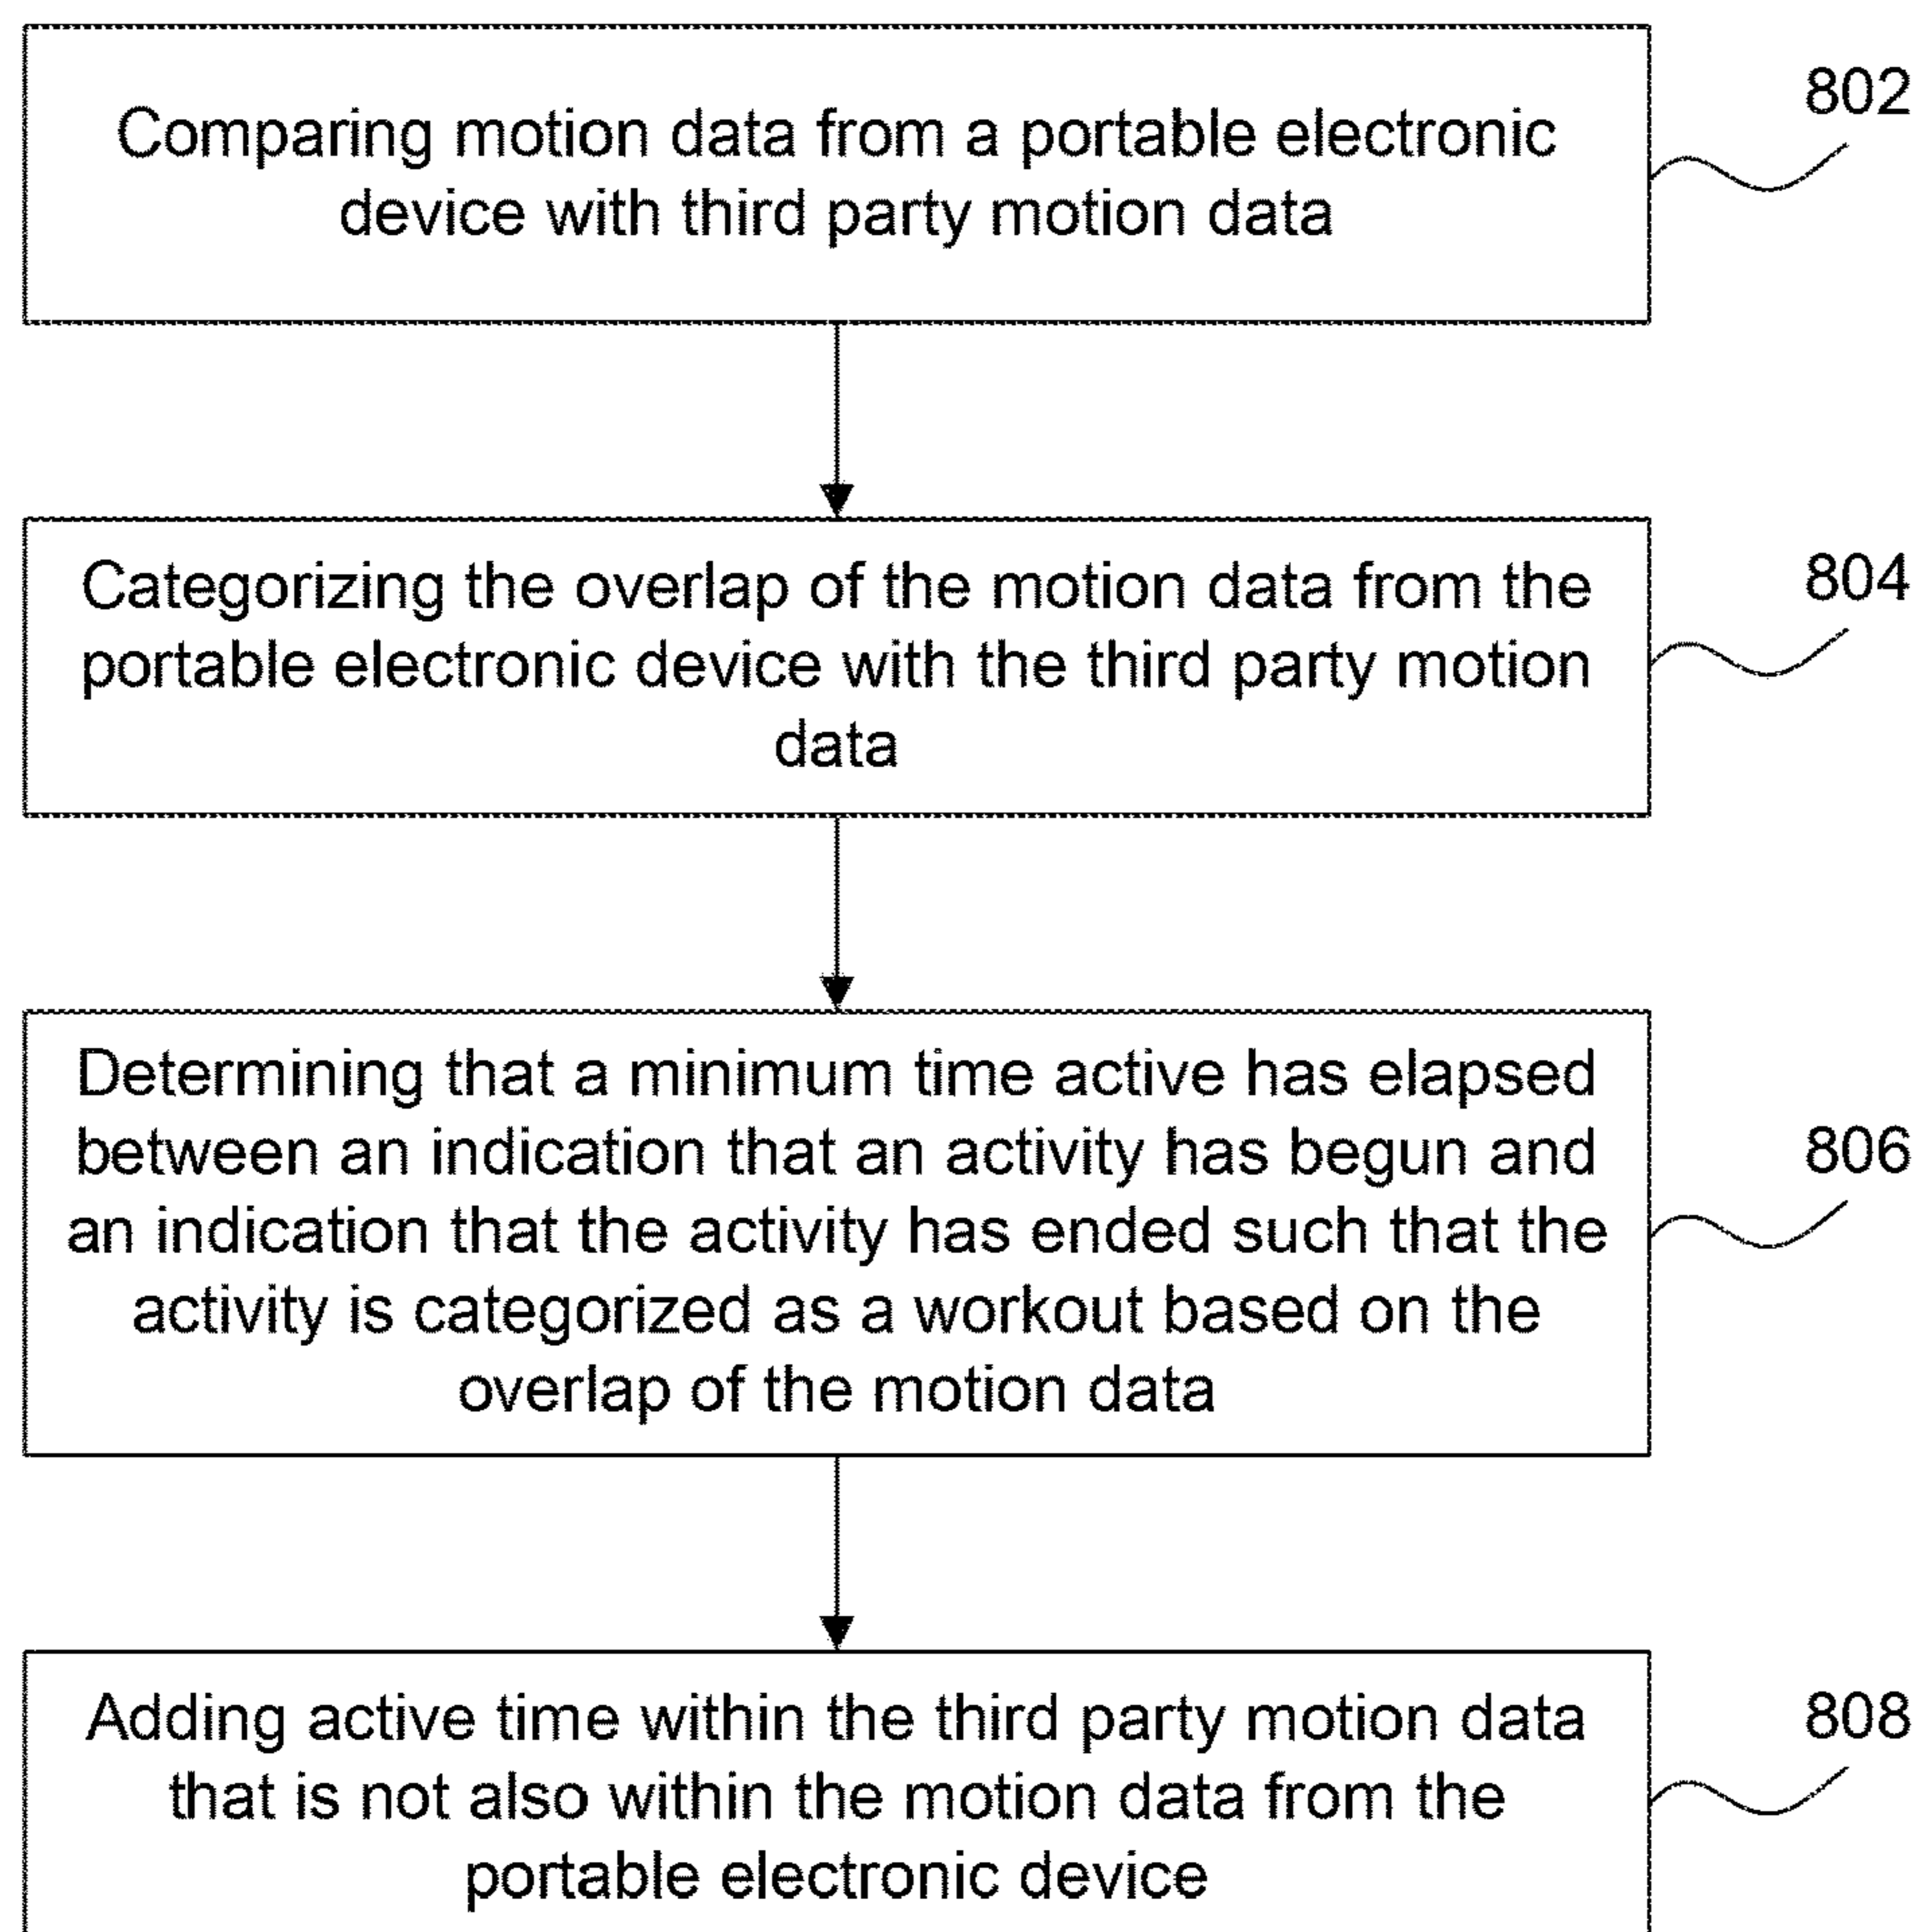 Comparing motion data from a portable electronic
device with third party motion data
802
Categorizing the overlap of the motion data from the
portable electronic device with the third party motion
data
804
Determining that a minimum time active has elapsed
between an indication that an activity has begun and
an indication that the activity has ended such that the
activity is categorized as a workout based on the
overlap of the motion data
806
Adding active time within the third party motion data
that is not also within the motion data from the
portable electronic device
808